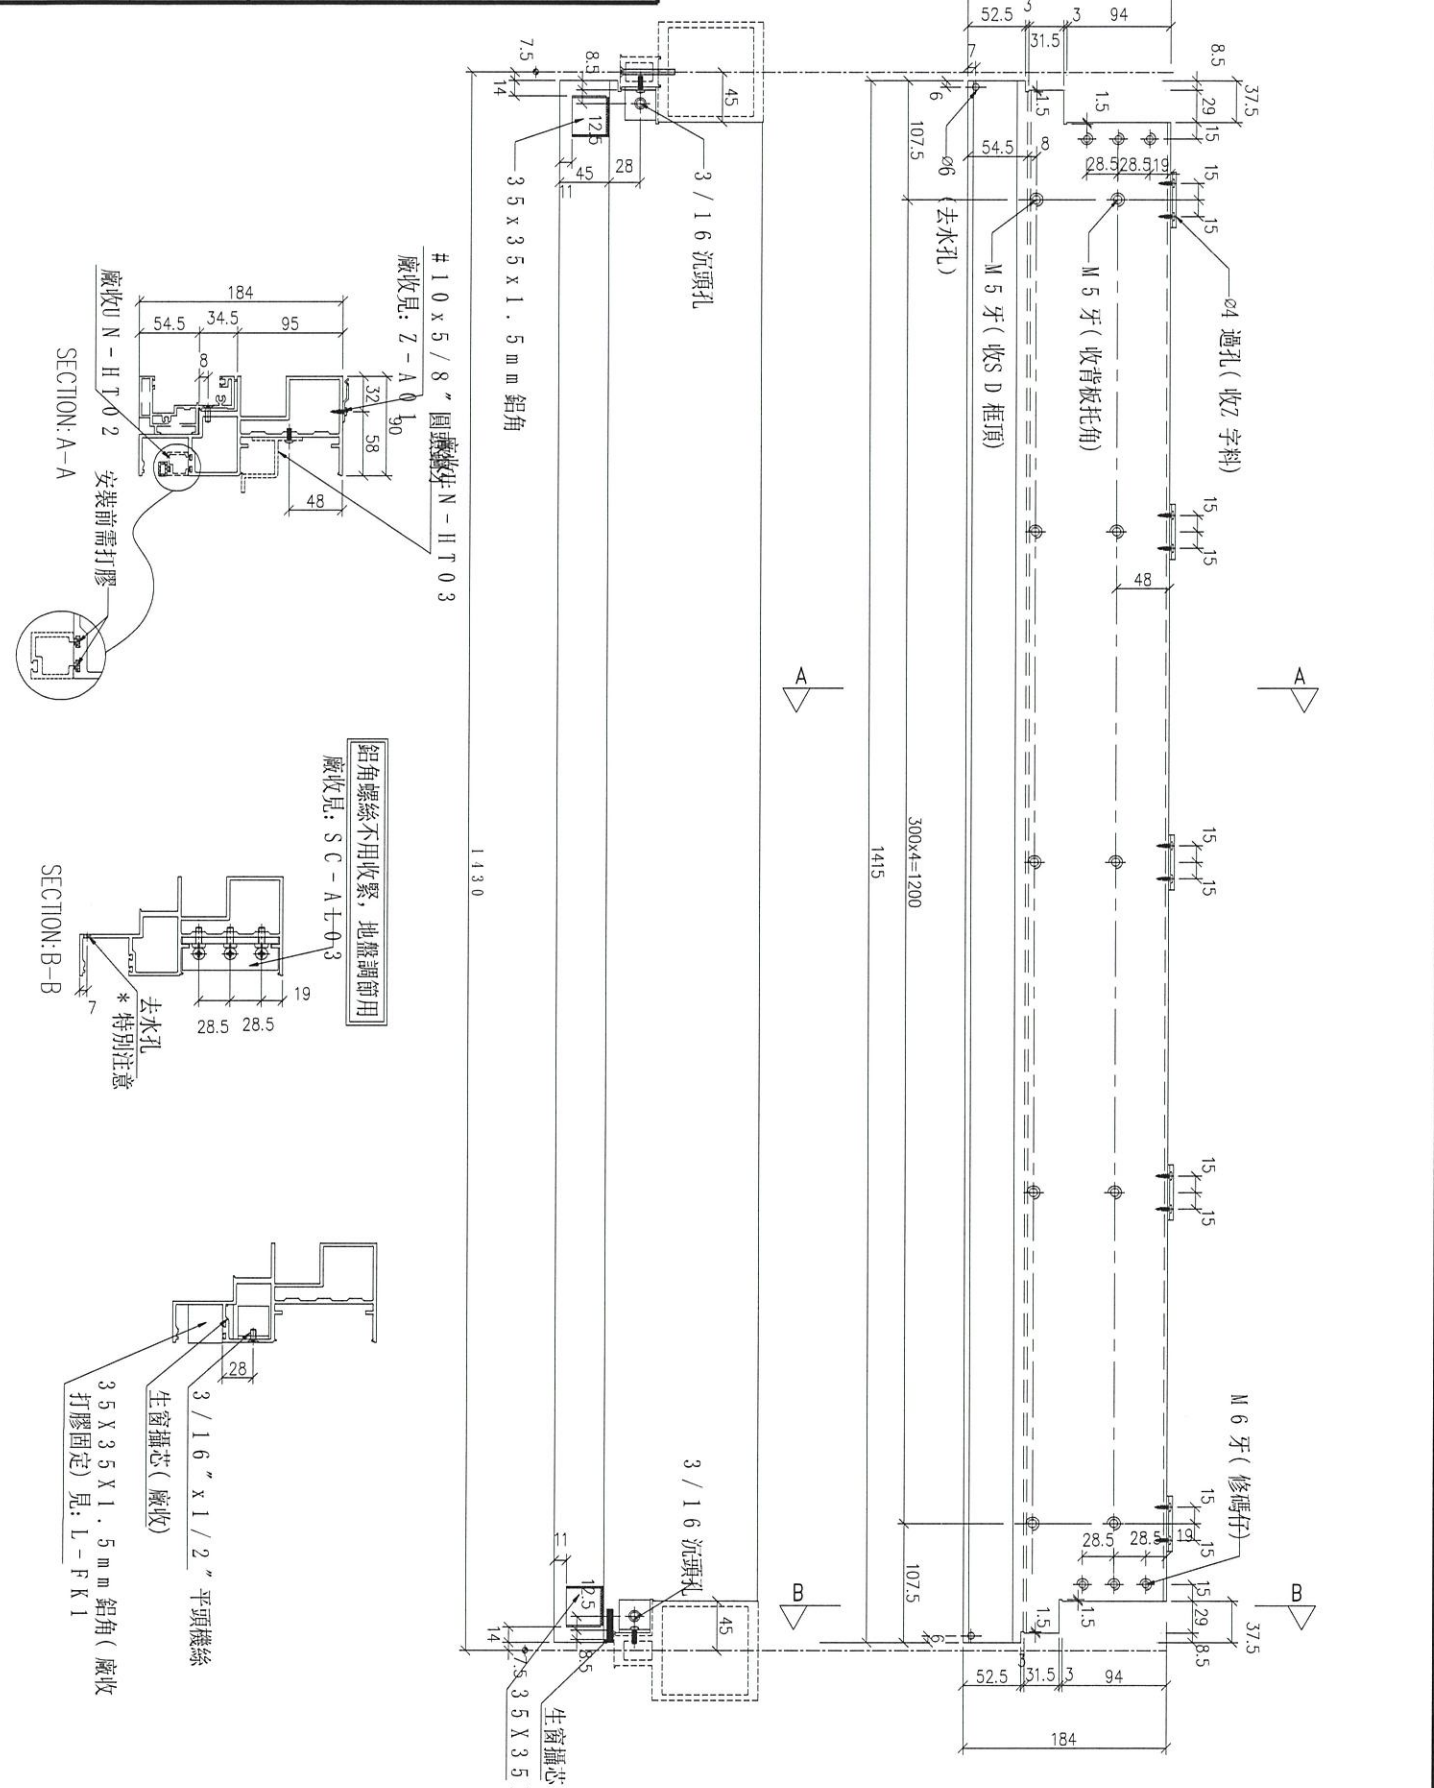 52.5
3
31.5
3
94
7
8.5
37.5
29
15
1.5
1.5
6
107.5
54.5
8
28.5
28.5
19
15
15
ø6 (去水孔)
M5 牙(收SD 框頂)
M5 牙(收背板托角)
ø4 過孔(收Z 字料)
15
15
48
A
A
300x4=1200
1415
15
15
15
15
M6 牙(修碼仔)
15
15
28.5
28.5
19
B
B
107.5
6
1.5
1.5
15
29
8.5
37.5
52.5
3
31.5
3
94
184
7.5
14
8.5
45
12.5
45
28
11
3/16 沉頭孔
35x35x1.5mm 鋁角
1430
3/16 沉頭孔
11
12.5
45
14
7.5
8.5
35X35
生窗攝芯
#10x5/8" 圓頭
廠收見: Z-A01
N-HT03
184
54.5
34.5
95
8
32
90
58
48
廠收UN-HT02
SECTION: A-A
安裝前需打膠
鋁角螺絲不用收緊, 地盤調節用
廠收見: SC-AL03
19
28.5
28.5
7
去水孔
*特別注意
SECTION: B-B
28
3/16"x1/2" 平頭機絲
生窗攝芯(廠收)
35X35X1.5mm 鋁角(廠收
打膠固定) 見: L-FK1